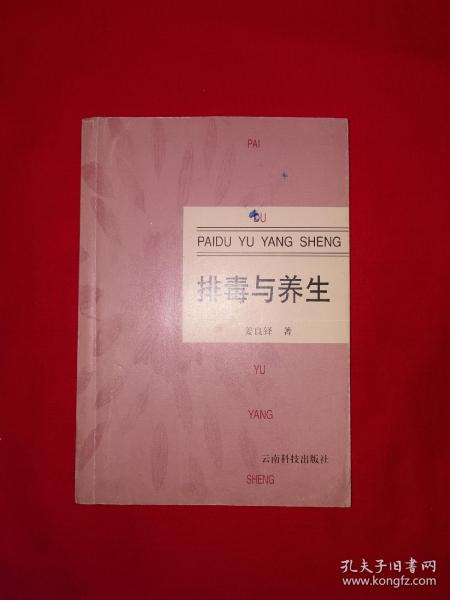 PAI
DU
PAIDU YU YANG SHENG
排毒与养生
姜良铎 著
YU
YANG
云南科技出版社
SHENG
孔夫子旧书网
www.kongfz.com